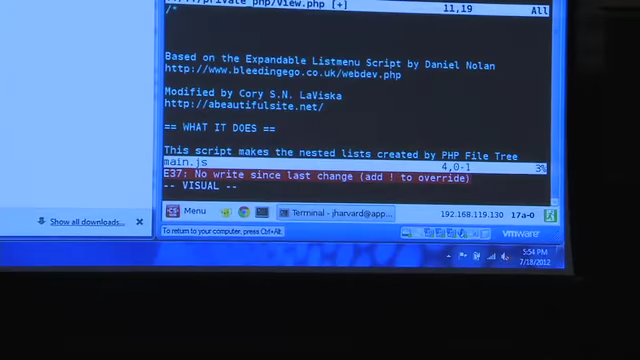 private_php/View.php [+] 11,19 All
/*
Based on the Expandable Listmenu Script by Daniel Nolan
http://www.bleedingego.co.uk/webdev.php
Modified by Cory S.N. LaViska
http://abeautifulsite.net/
== WHAT IT DOES ==
This script makes the nested lists created by PHP File Tree
main.js 4,0-1 3%
E37: No write since last change (add ! to override)
-- VISUAL --
Menu Terminal - jharvard@app... 192.168.119.130 17a-0
Show all downloads...
To return to your computer, press Ctrl+Alt. vmware
5:54 PM
7/18/2012